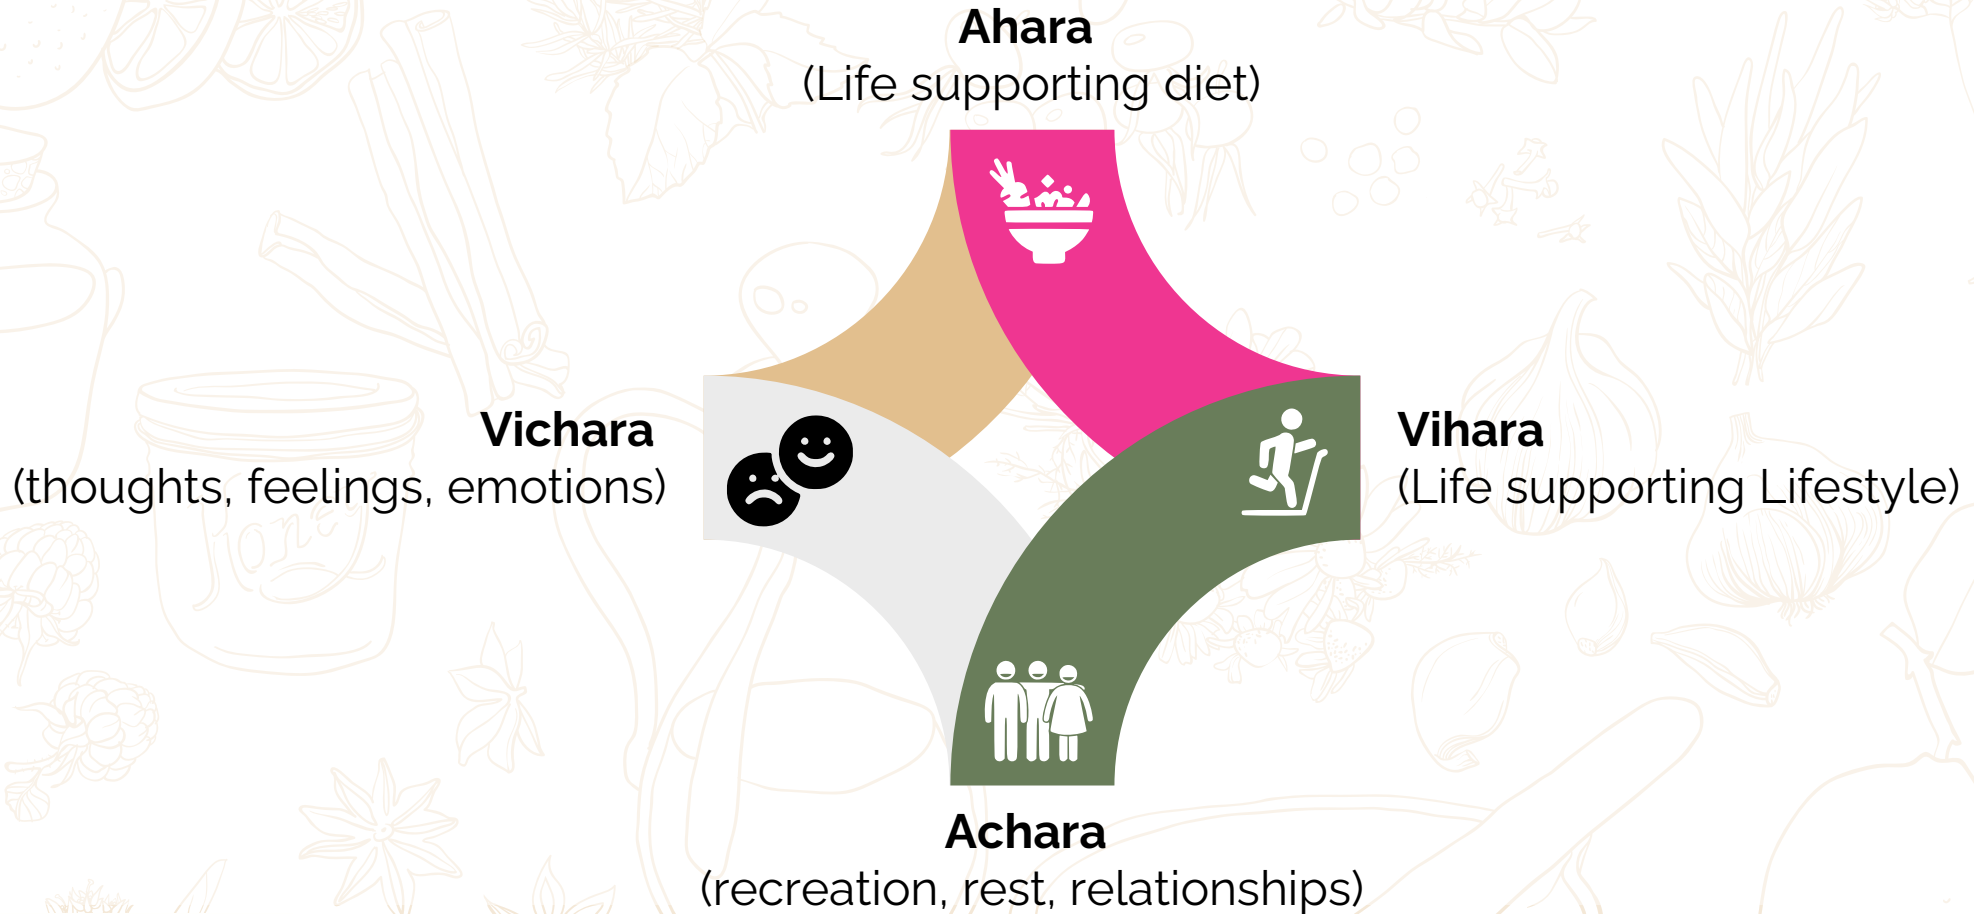 Ahara
(Life supporting diet)
Vichara
(thoughts, feelings, emotions)
Vihara
(Life supporting Lifestyle)
Achara
(recreation, rest, relationships)